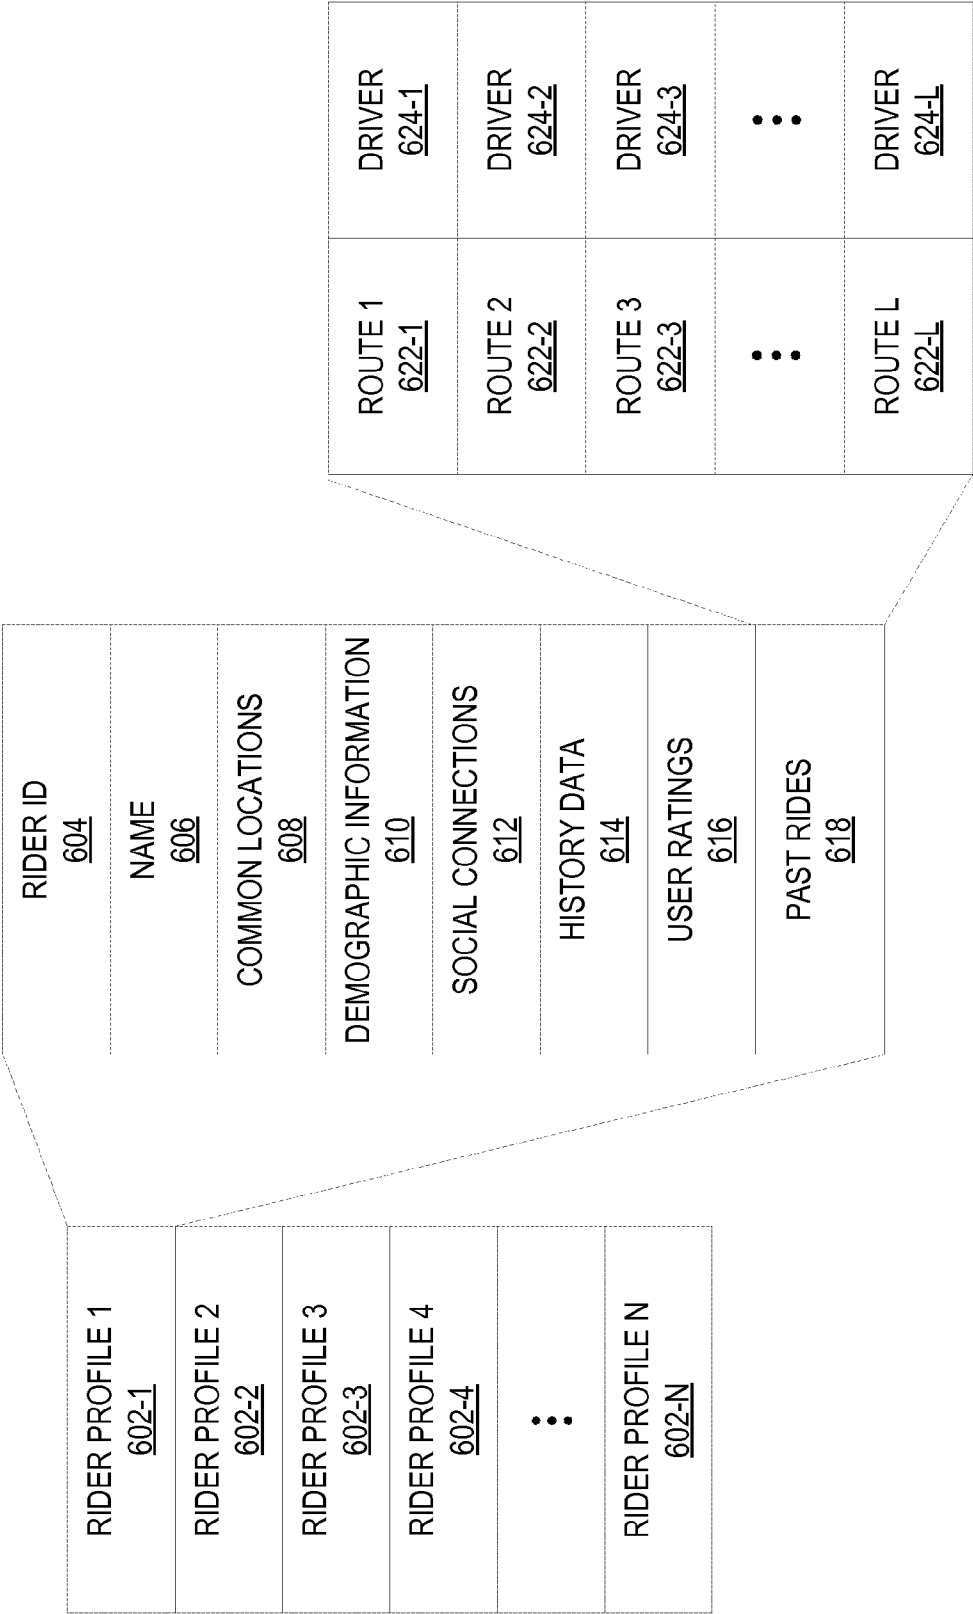 RIDER PROFILE 1
602-1
RIDER PROFILE 2
602-2
RIDER PROFILE 3
602-3
RIDER PROFILE 4
602-4
•••
RIDER PROFILE N
602-N
RIDER ID
604
NAME
606
COMMON LOCATIONS
608
DEMOGRAPHIC INFORMATION
610
SOCIAL CONNECTIONS
612
HISTORY DATA
614
USER RATINGS
616
PAST RIDES
618
ROUTE 1
622-1
DRIVER
624-1
ROUTE 2
622-2
DRIVER
624-2
ROUTE 3
622-3
DRIVER
624-3
•••
•••
ROUTE L
622-L
DRIVER
624-L